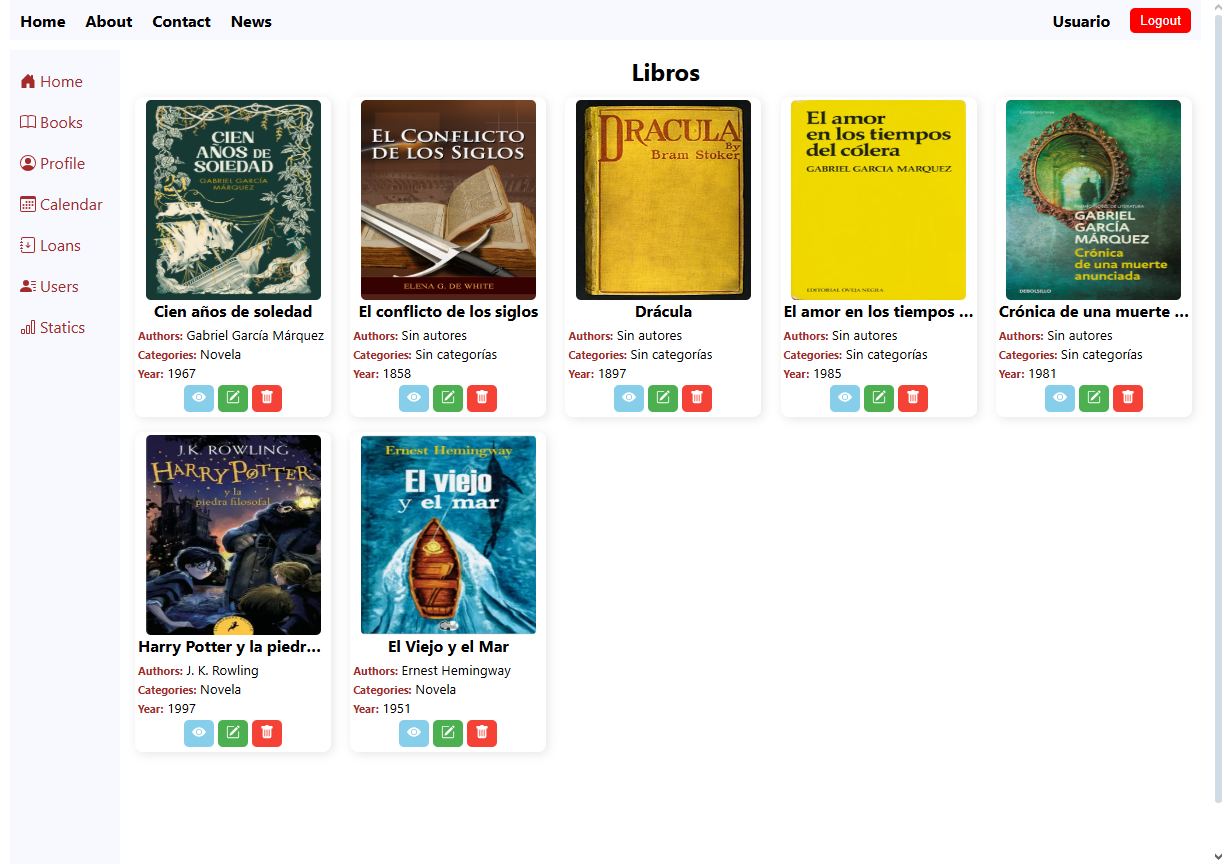 Home About Contact News Usuario Logout
Home
Books
Profile
Calendar
Loans
Users
Statics
Libros
CIEN
AÑOS DE
SOLEDAD
GABRIEL GARCÍA
MÁRQUEZ
Cien años de soledad
Authors: Gabriel García Márquez
Categories: Novela
Year: 1967
EL CONFLICTO
DE LOS SIGLOS
ELENA G. DE WHITE
El conflicto de los siglos
Authors: Sin autores
Categories: Sin categorías
Year: 1858
DRACULA
By
Bram Stoker
Drácula
Authors: Sin autores
Categories: Sin categorías
Year: 1897
El amor
en los tiempos
del cólera
GABRIEL GARCIA MARQUEZ
EDITORIAL OVEJA NEGRA
El amor en los tiempos ...
Authors: Sin autores
Categories: Sin categorías
Year: 1985
GABRIEL
GARCÍA
MÁRQUEZ
Crónica
de una muerte
anunciada
DEBOLSILLO
Crónica de una muerte ...
Authors: Sin autores
Categories: Sin categorías
Year: 1981
J.K. ROWLING
HARRY POTTER
y la
piedra filosofal
Harry Potter y la piedr...
Authors: J. K. Rowling
Categories: Novela
Year: 1997
Ernest Hemingway
El viejo
y el mar
El Viejo y el Mar
Authors: Ernest Hemingway
Categories: Novela
Year: 1951